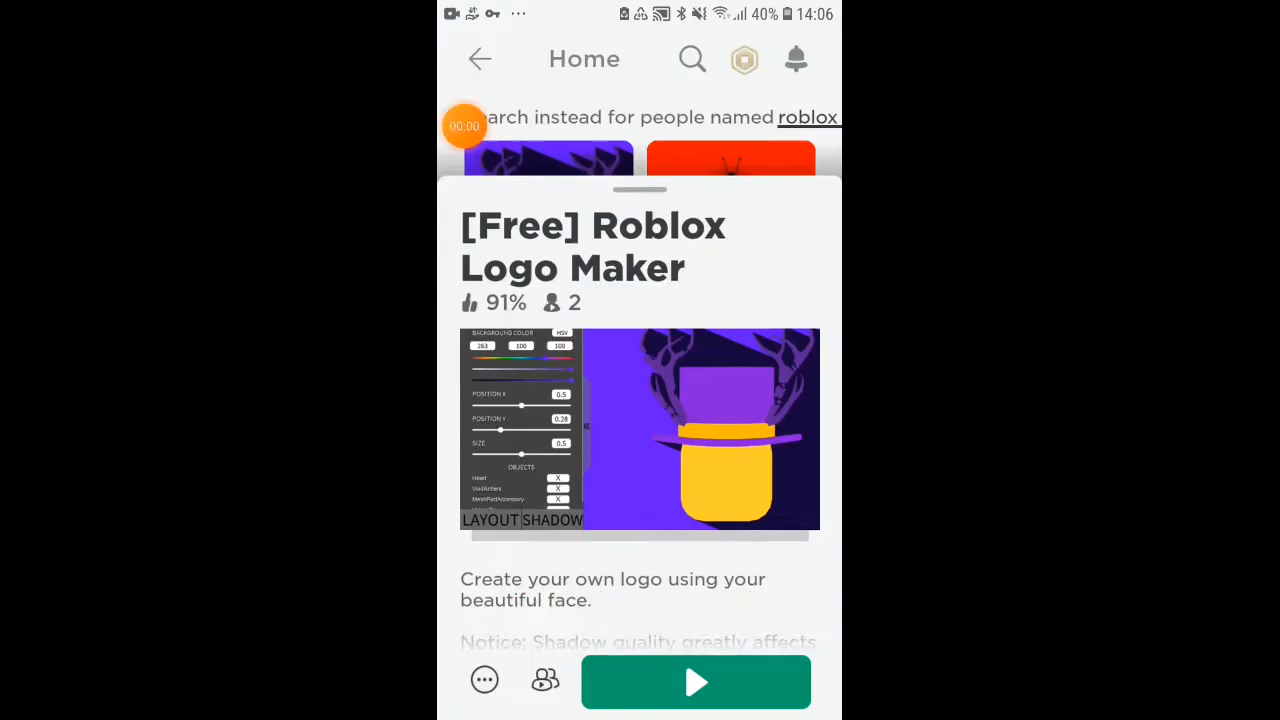 40% 14:06
Home
00:00
arch instead for people named roblox
[Free] Roblox
Logo Maker
91% 2
BACKGROUND COLOR HSV
263 100 100
POSITION X 0.5
POSITION Y 0.28
SIZE 0.5
OBJECTS
Head X
VoidAntlers X
MeshPartAccessory X
LAYOUT SHADOW
Create your own logo using your
beautiful face.
Notice: Shadow quality greatly affects